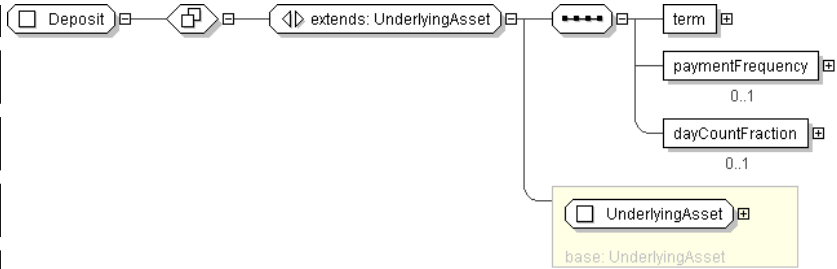 Deposit
extends: UnderlyingAsset
term
paymentFrequency
0..1
dayCountFraction
0..1
UnderlyingAsset
base: UnderlyingAsset